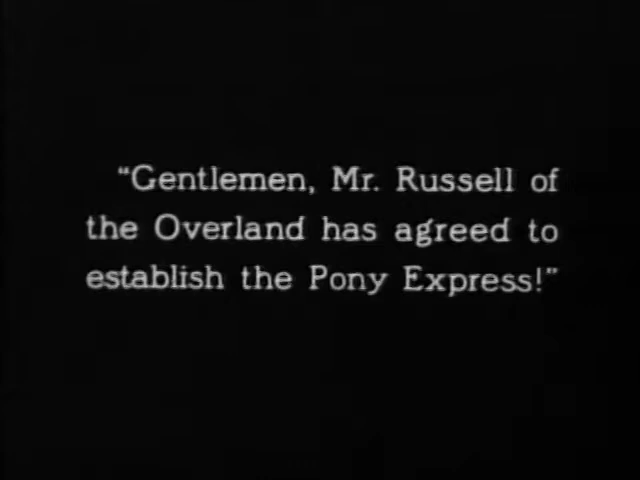 “Gentlemen, Mr. Russell of
the Overland has agreed to
establish the Pony Express!”